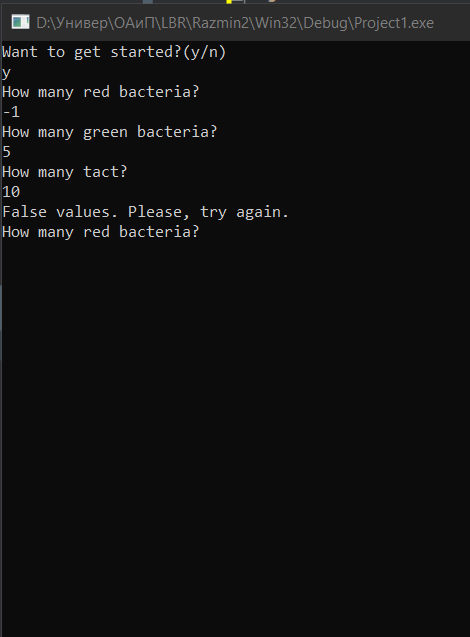 D:\Универ\ОАиП\LBR\Razmin2\Win32\Debug\Project1.exe
Want to get started?(y/n)
y
How many red bacteria?
-1
How many green bacteria?
5
How many tact?
10
False values. Please, try again.
How many red bacteria?